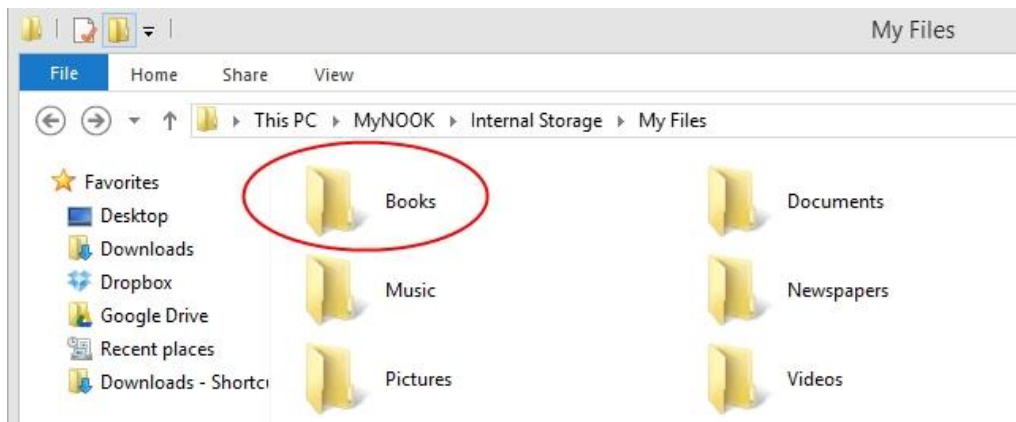 My Files
File Home Share View
This PC MyNOOK Internal Storage My Files
Favorites
Desktop
Downloads
Dropbox
Google Drive
Recent places
Downloads - Shortcu
Books Documents
Music Newspapers
Pictures Videos